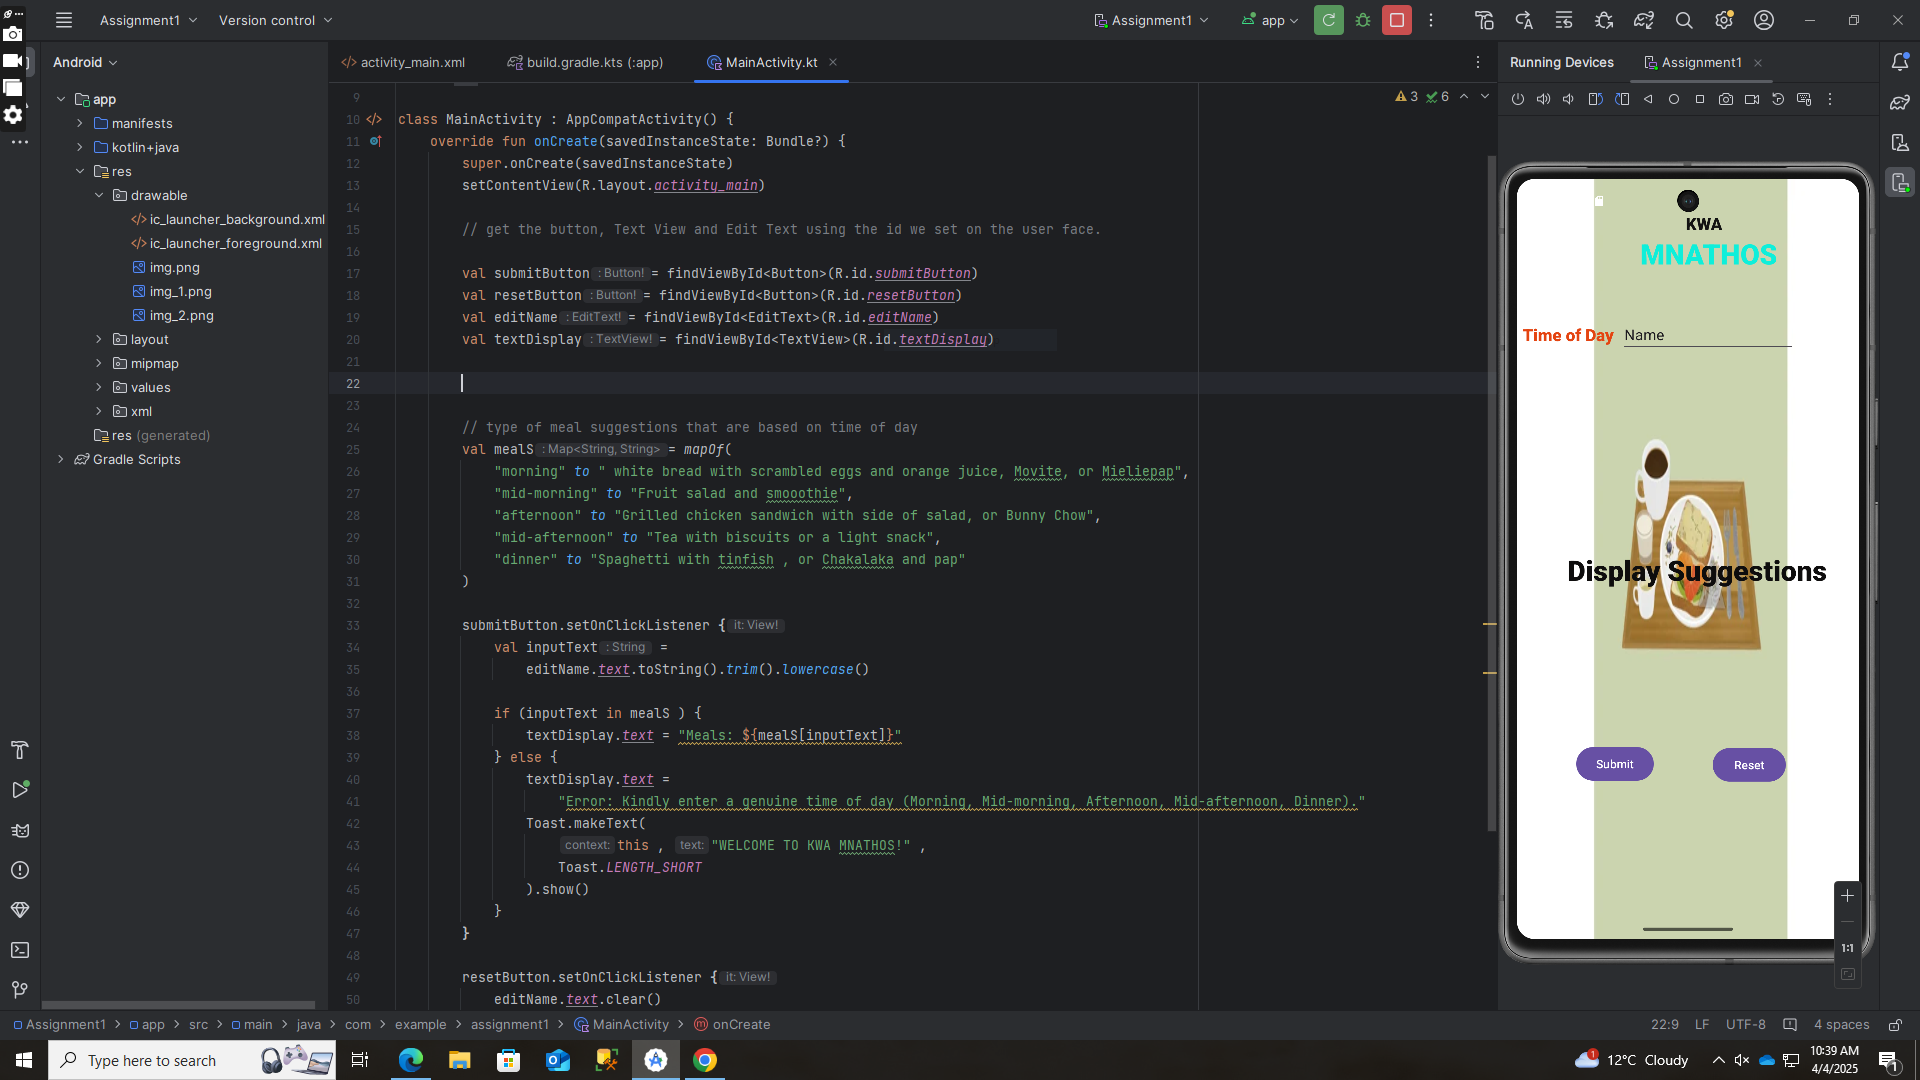 Assignment1
Version control
Assignment1
app
Android
activity_main.xml
build.gradle.kts (:app)
MainActivity.kt
Running Devices
Assignment1
3 6
app
manifests
kotlin+java
res
drawable
ic_launcher_background.xml
ic_launcher_foreground.xml
img.png
img_1.png
img_2.png
layout
mipmap
values
xml
res (generated)
Gradle Scripts
9
10 class MainActivity : AppCompatActivity() {
11 override fun onCreate(savedInstanceState: Bundle?) {
12 super.onCreate(savedInstanceState)
13 setContentView(R.layout.activity_main)
14
15 // get the button, Text View and Edit Text using the id we set on the user face.
16
17 val submitButton : Button! = findViewById<Button>(R.id.submitButton)
18 val resetButton : Button! = findViewById<Button>(R.id.resetButton)
19 val editName : EditText! = findViewById<EditText>(R.id.editName)
20 val textDisplay : TextView! = findViewById<TextView>(R.id.textDisplay)
21
22
23
24 // type of meal suggestions that are based on time of day
25 val mealS : Map<String, String> = mapOf(
26 "morning" to " white bread with scrambled eggs and orange juice, Movite, or Mieliepap",
27 "mid-morning" to "Fruit salad and smooothie",
28 "afternoon" to "Grilled chicken sandwich with side of salad, or Bunny Chow",
29 "mid-afternoon" to "Tea with biscuits or a light snack",
30 "dinner" to "Spaghetti with tinfish , or Chakalaka and pap"
31 )
32
33 submitButton.setOnClickListener { it: View!
34 val inputText : String =
35 editName.text.toString().trim().lowercase()
36
37 if (inputText in mealS ) {
38 textDisplay.text = "Meals: ${mealS[inputText]}"
39 } else {
40 textDisplay.text =
41 "Error: Kindly enter a genuine time of day (Morning, Mid-morning, Afternoon, Mid-afternoon, Dinner)."
42 Toast.makeText(
43 context: this , text: "WELCOME TO KWA MNATHOS!" ,
44 Toast.LENGTH_SHORT
45 ).show()
46 }
47 }
48
49 resetButton.setOnClickListener { it: View!
50 editName.text.clear()
KWA
MNATHOS
Time of Day Name
Display Suggestions
Submit Reset
1:1
Assignment1 > app > src > main > java > com > example > assignment1 > MainActivity > onCreate
22:9 LF UTF-8 4 spaces
Type here to search
1
12°C Cloudy
10:39 AM
4/4/2025
1